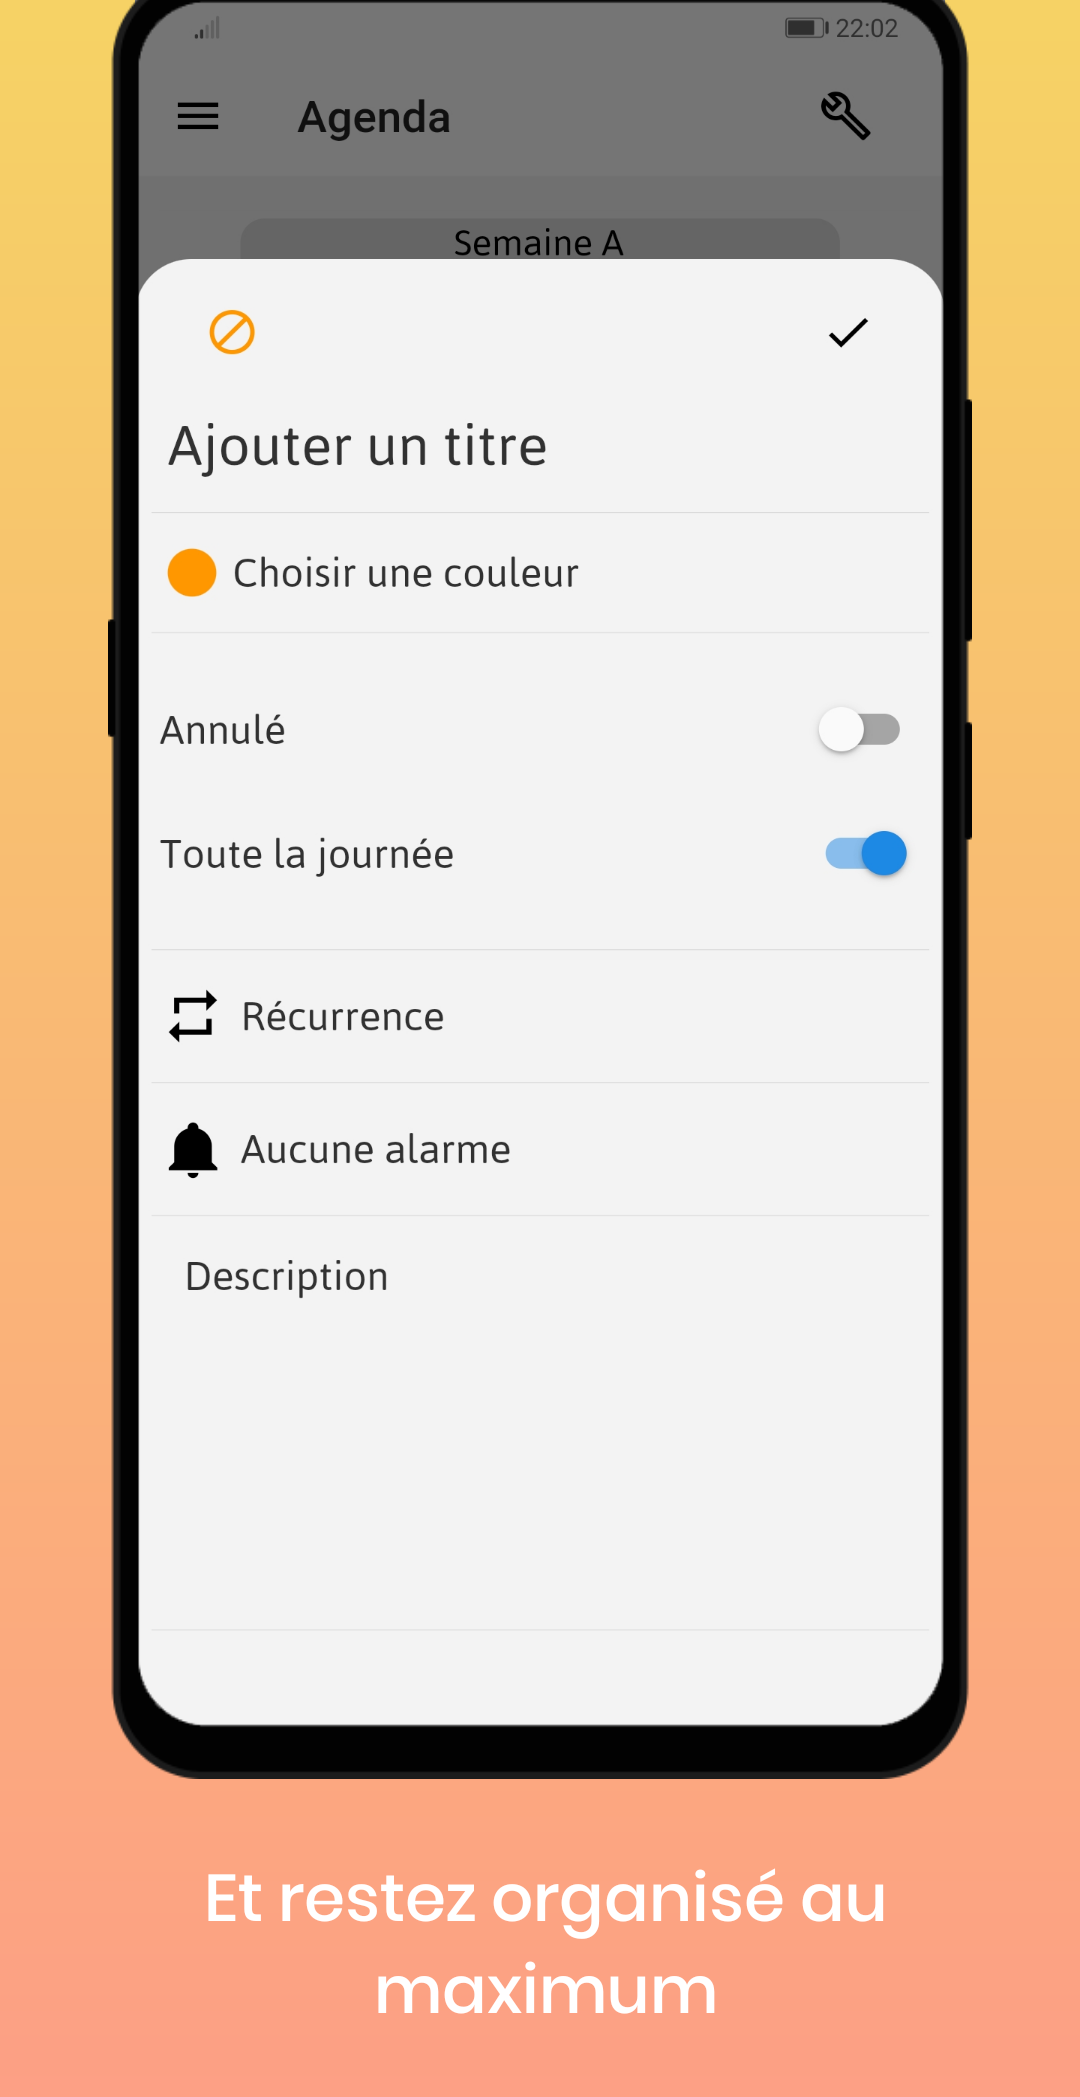 22:02
Agenda
Semaine A
Ajouter un titre
Choisir une couleur
Annulé
Toute la journée
Récurrence
Aucune alarme
Description
Et restez organisé au
maximum